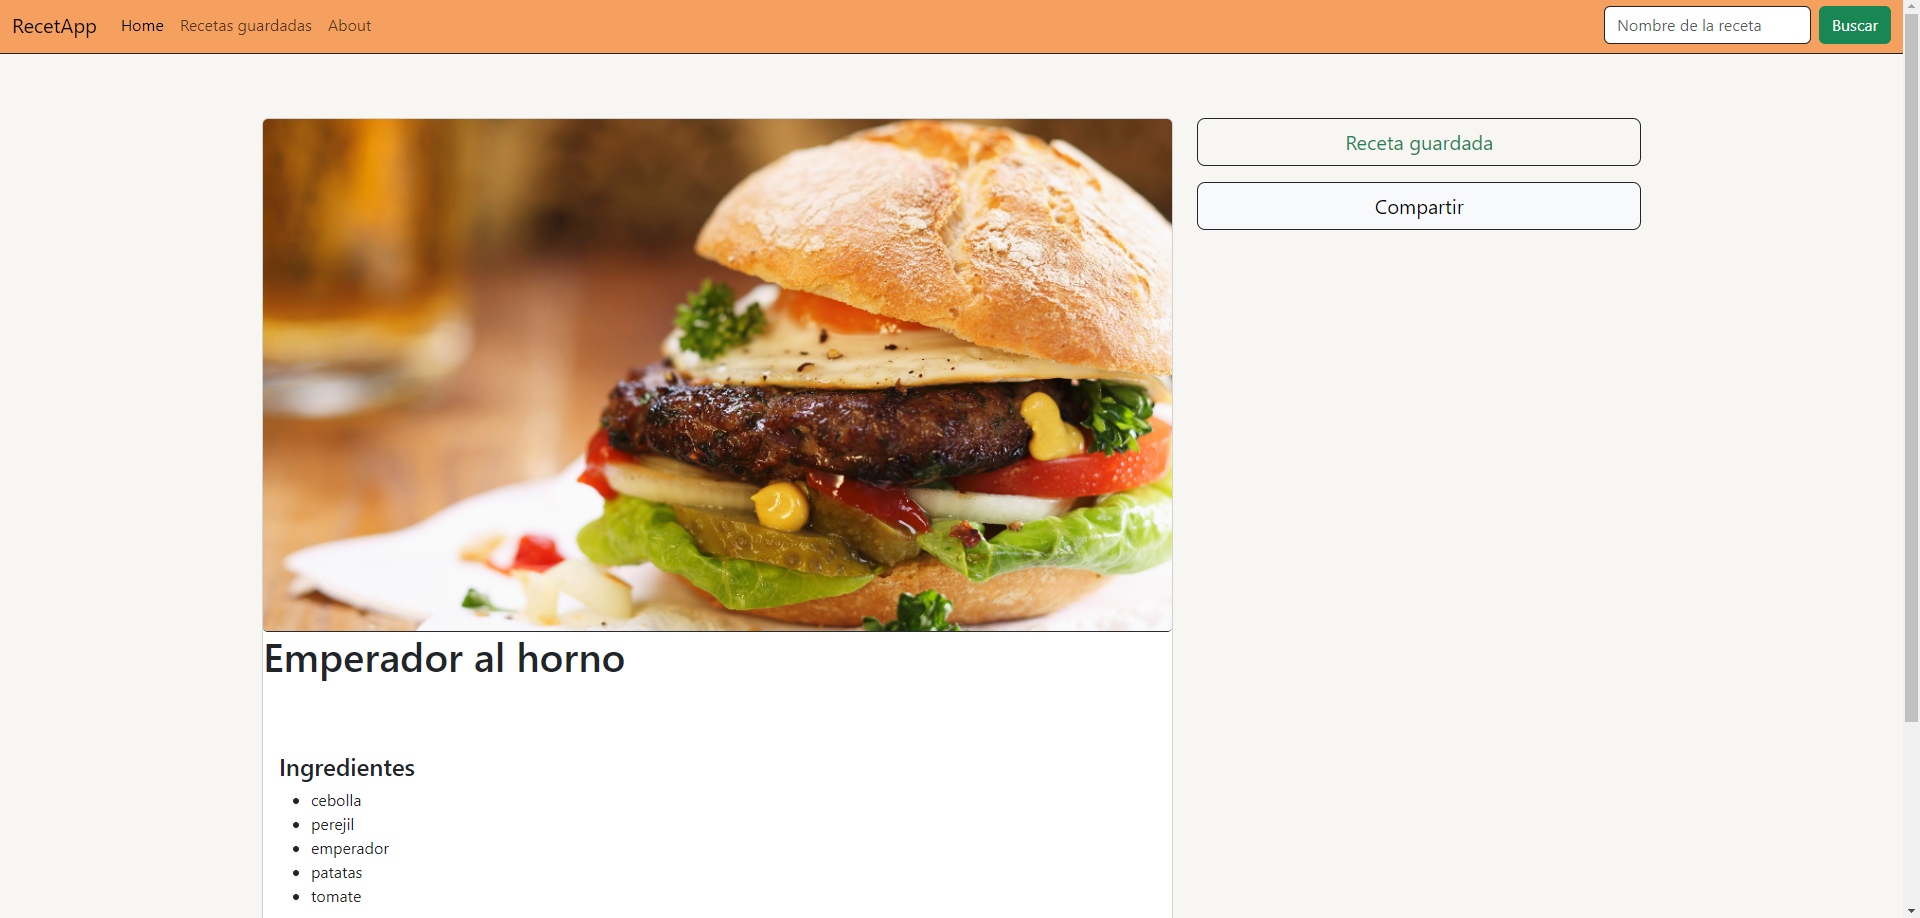 RecetApp Home Recetas guardadas About Nombre de la receta Buscar
Receta guardada
Compartir
Emperador al horno
Ingredientes
cebolla
perejil
emperador
patatas
tomate